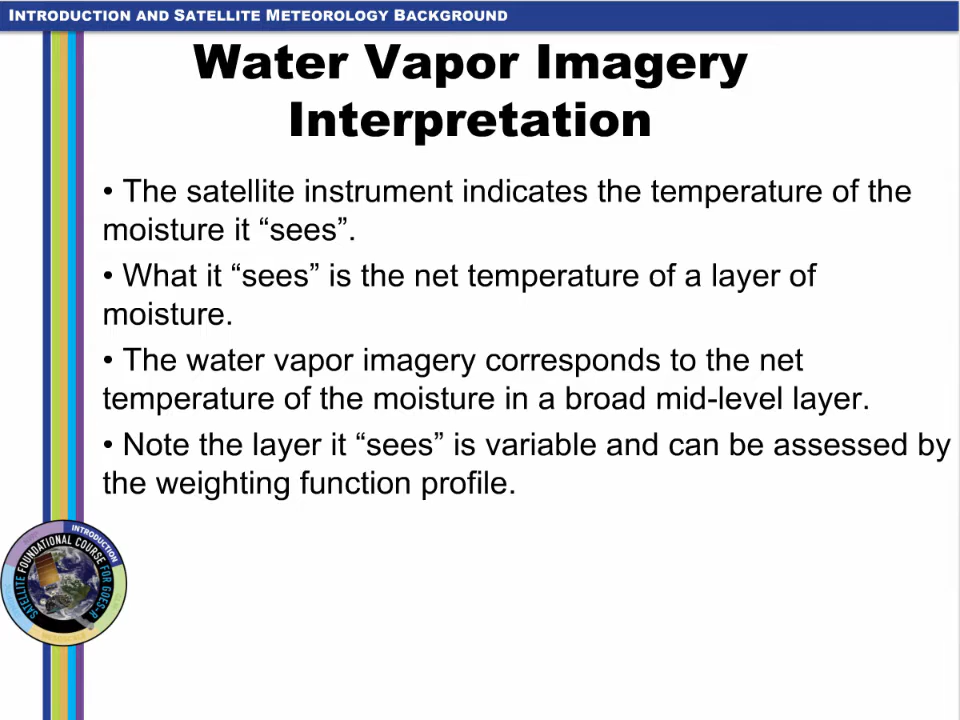 INTRODUCTION AND SATELLITE METEOROLOGY BACKGROUND
Water Vapor Imagery
Interpretation
• The satellite instrument indicates the temperature of the
moisture it “sees”.
• What it “sees” is the net temperature of a layer of
moisture.
• The water vapor imagery corresponds to the net
temperature of the moisture in a broad mid-level layer.
• Note the layer it “sees” is variable and can be assessed by
the weighting function profile.
INTRODUCTION
SATELLITE FOUNDATIONAL COURSE FOR GOES-R